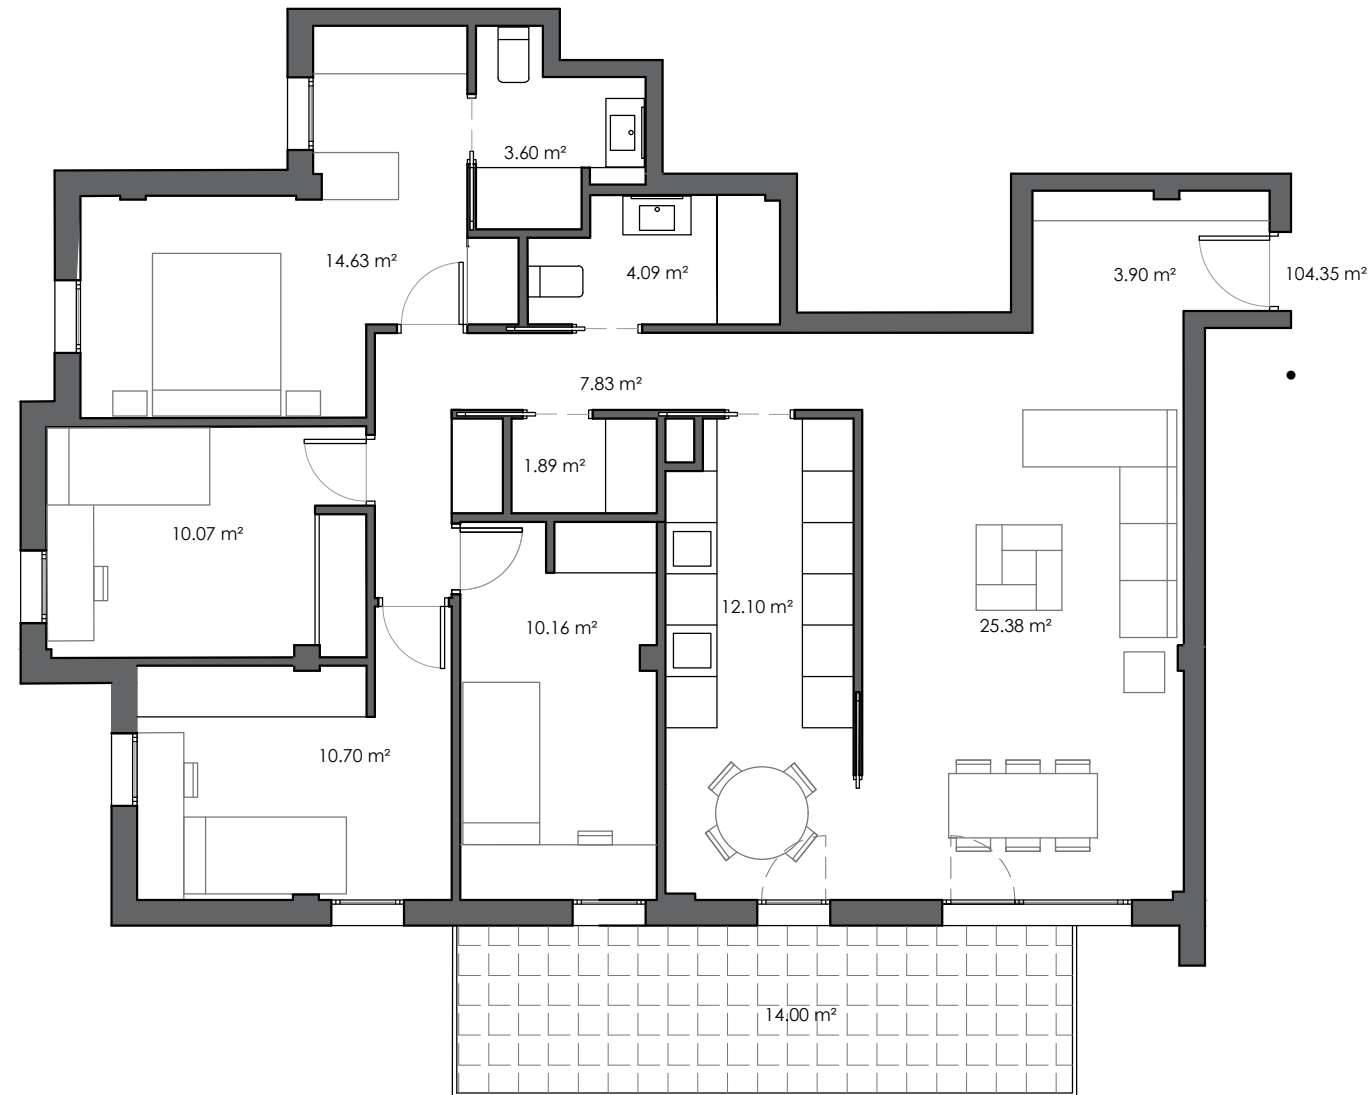 3.60 m²
14.63 m²
4.09 m²
3.90 m²
104.35 m²
7.83 m²
1.89 m²
10.07 m²
12.10 m²
10.16 m²
25.38 m²
10.70 m²
14.00 m²